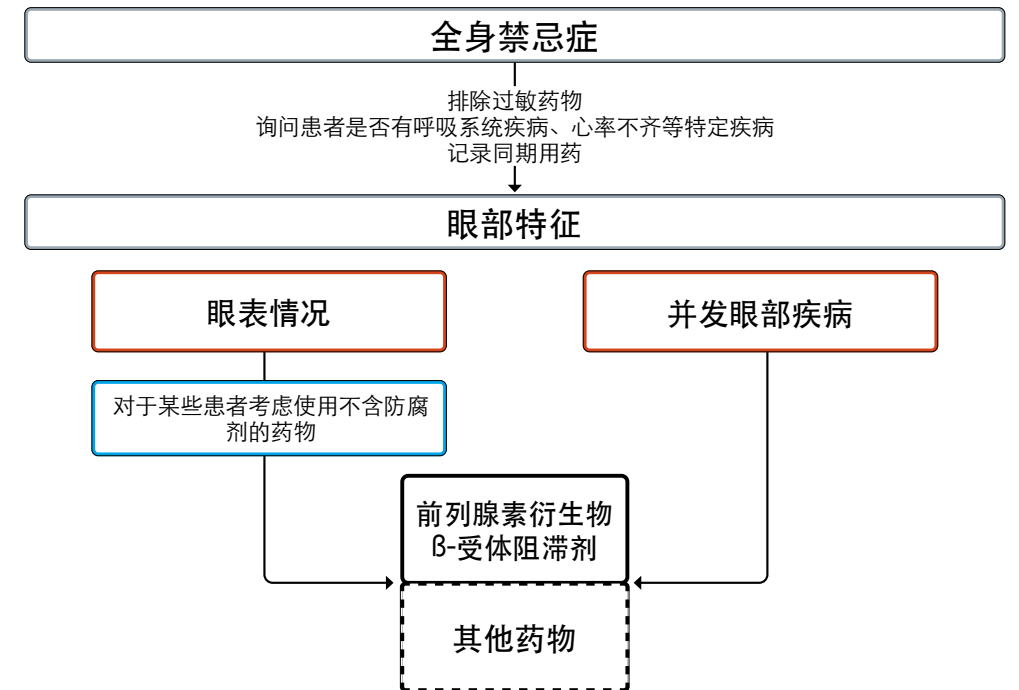 全身禁忌症
排除过敏药物
询问患者是否有呼吸系统疾病、心率不齐等特定疾病
记录同期用药
眼部特征
眼表情况
并发眼部疾病
对于某些患者考虑使用不含防腐
剂的药物
前列腺素衍生物
ß-受体阻滞剂
其他药物